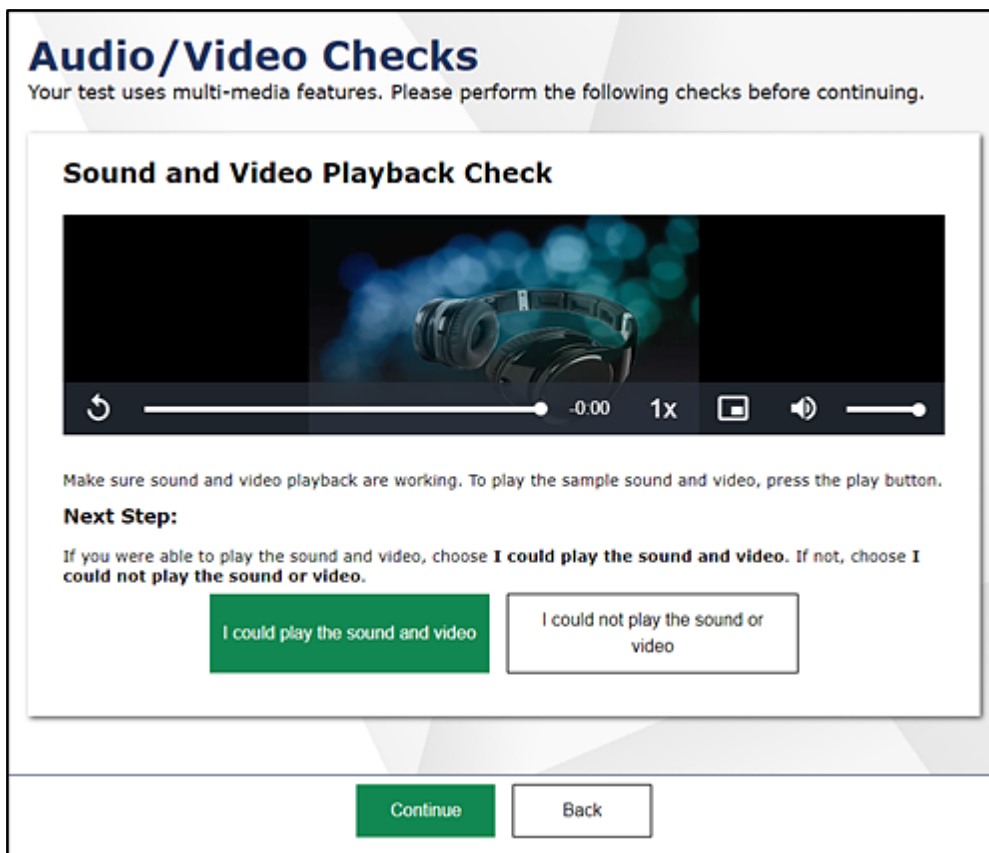 Audio/Video Checks
Your test uses multi-media features. Please perform the following checks before continuing.
Sound and Video Playback Check
-0:00 1x
Make sure sound and video playback are working. To play the sample sound and video, press the play button.
Next Step:
If you were able to play the sound and video, choose I could play the sound and video. If not, choose I
could not play the sound or video.
I could play the sound and video
I could not play the sound or
video
Continue
Back